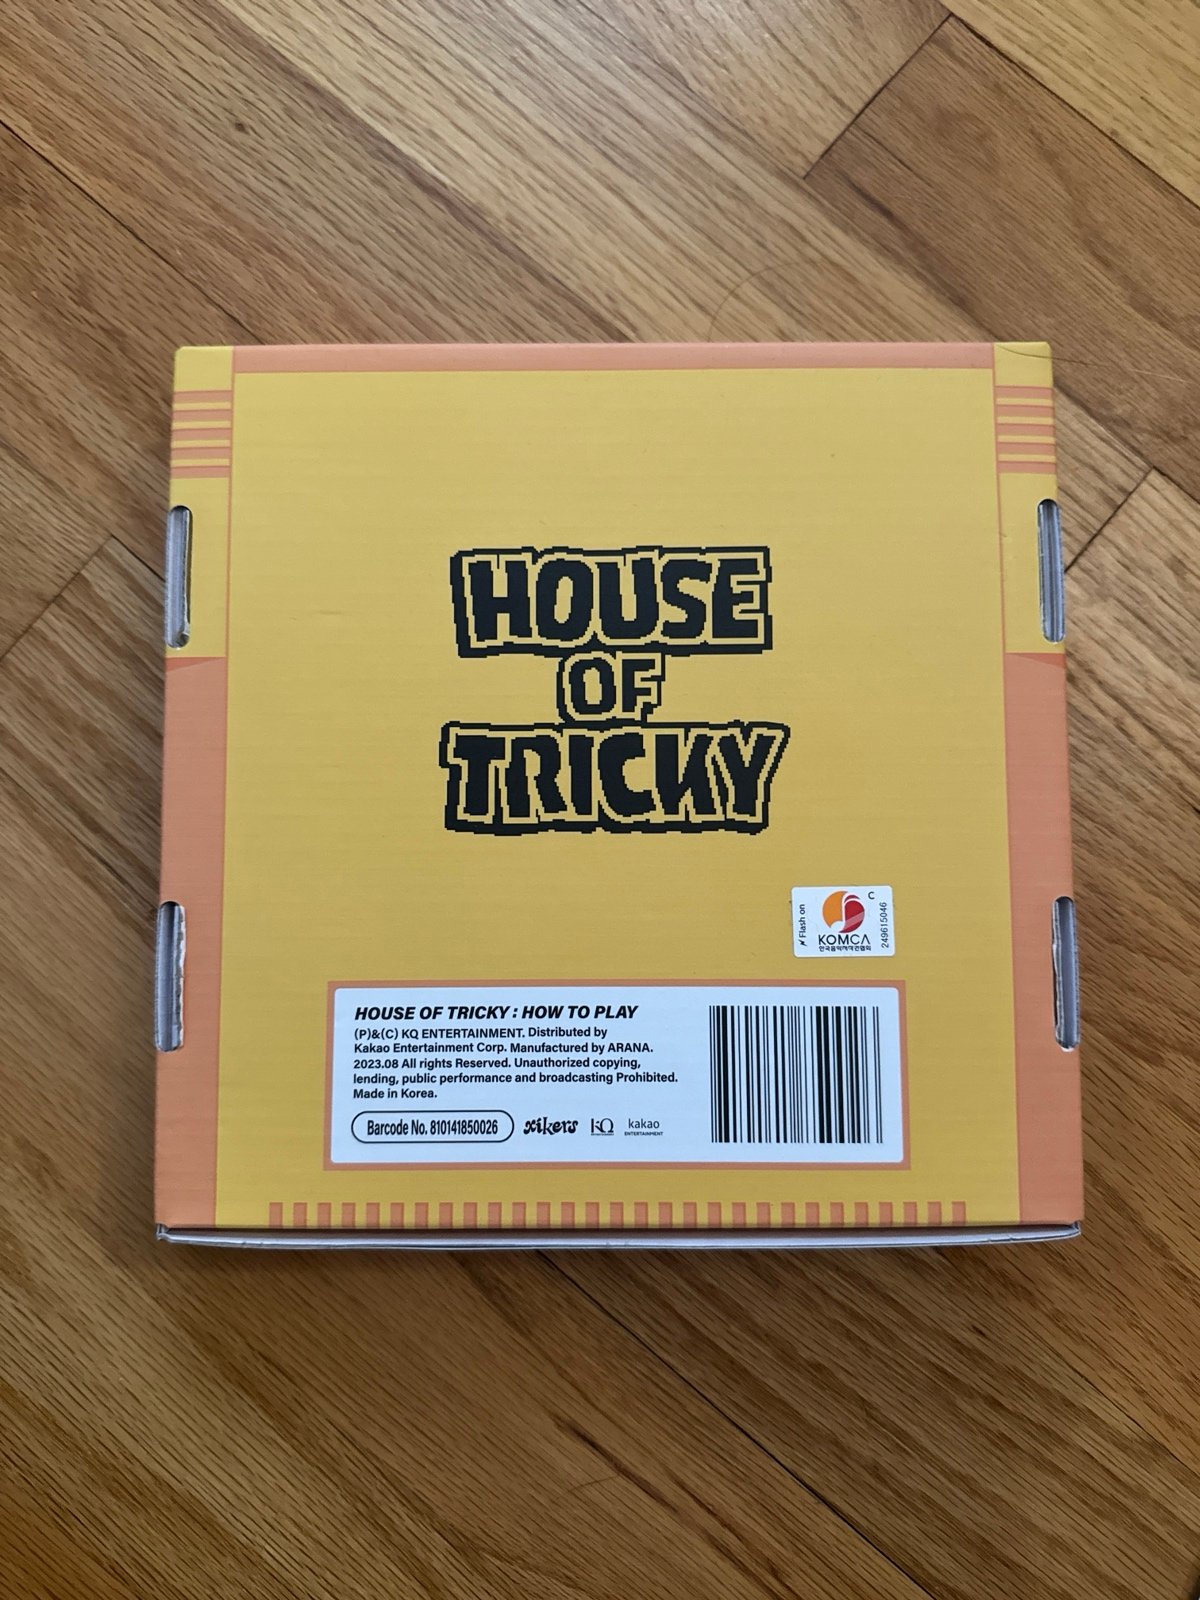 HOUSE
OF
TRICKY
Flash on
C
KOMCA
한국음악저작권협회
249615046
HOUSE OF TRICKY : HOW TO PLAY
(P)&(C) KQ ENTERTAINMENT. Distributed by
Kakao Entertainment Corp. Manufactured by ARANA.
2023.08 All rights Reserved. Unauthorized copying,
lending, public performance and broadcasting Prohibited.
Made in Korea.
Barcode No. 810141850026
xikers
KQ
ENTERTAINMENT
kakao
ENTERTAINMENT